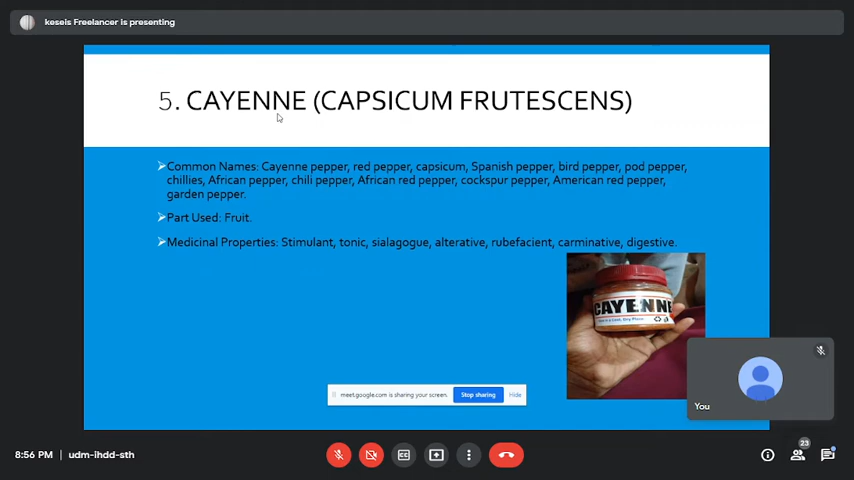 keseis Freelancer is presenting
5. CAYENNE (CAPSICUM FRUTESCENS)
Common Names: Cayenne pepper, red pepper, capsicum, Spanish pepper, bird pepper, pod pepper,
chillies, African pepper, chili pepper, African red pepper, cockspur pepper, American red pepper,
garden pepper.
Part Used: Fruit.
Medicinal Properties: Stimulant, tonic, sialagogue, alterative, rubefacient, carminative, digestive.
CAYENNE
meet.google.com is sharing your screen.
Stop sharing
Hide
You
8:56 PM
udm-ihdd-sth
23